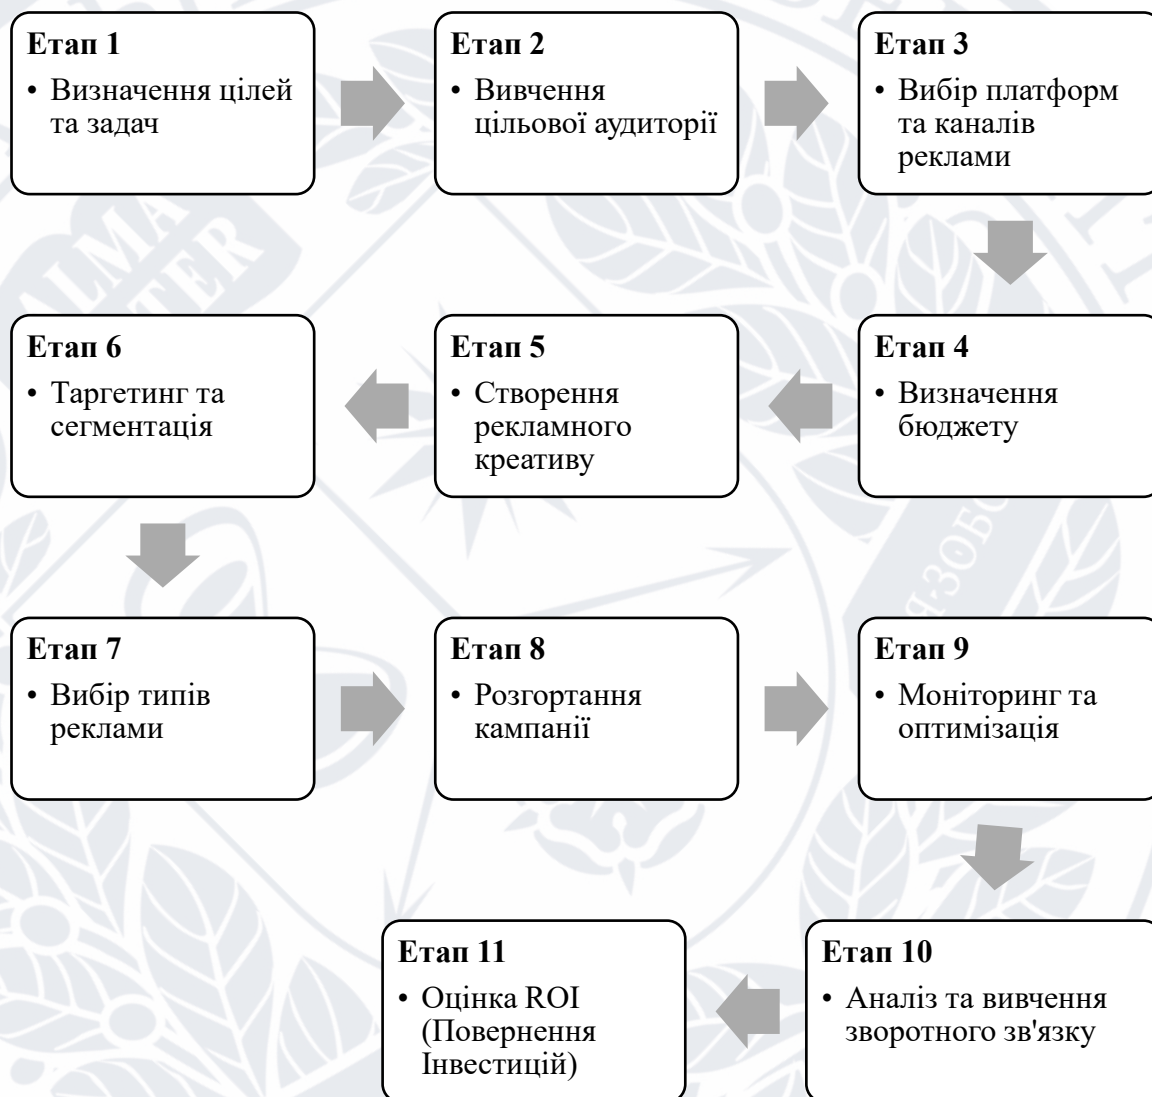 Етап 1
• Визначення цілей
та задач
Етап 2
• Вивчення
цільової аудиторії
Етап 3
• Вибір платформ
та каналів
реклами
Етап 4
• Визначення
бюджету
Етап 5
• Створення
рекламного
креативу
Етап 6
• Таргетинг та
сегментація
Етап 7
• Вибір типів
реклами
Етап 8
• Розгортання
кампанії
Етап 9
• Моніторинг та
оптимізація
Етап 10
• Аналіз та вивчення
зворотного зв'язку
Етап 11
• Оцінка ROI
(Повернення
Інвестицій)
ALMA